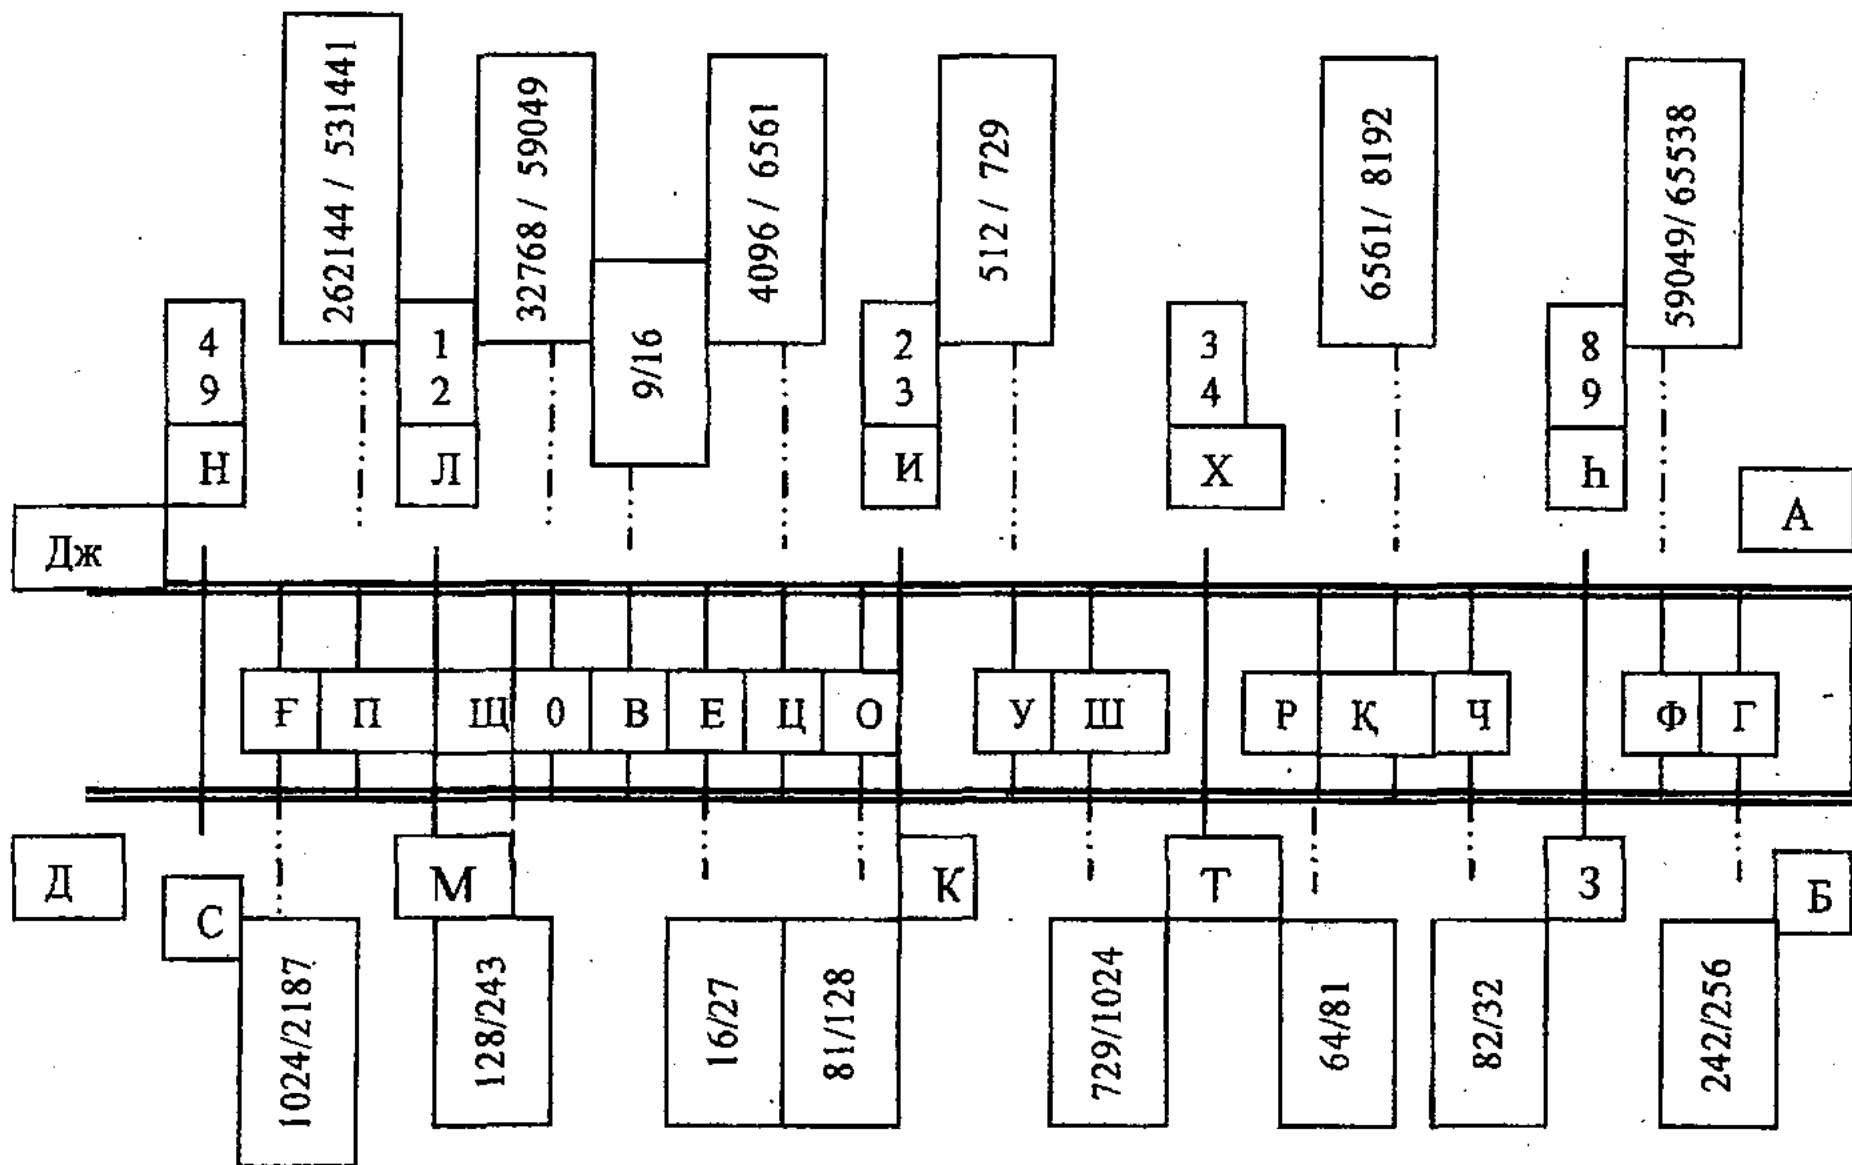 262144 / 531441
32768 / 59049
9/16
4096 / 6561
512 / 729
6561/ 8192
59049/ 65538
4
9
1
2
2
3
3
4
8
9
Н
Л
И
Х
h
А
Дж
Ғ П Щ 0 В Е Ц О У Ш Р Қ Ч Ф Г
Д
С
М
К
Т
З
Б
1024/2187
128/243
16/27
81/128
729/1024
64/81
82/32
242/256